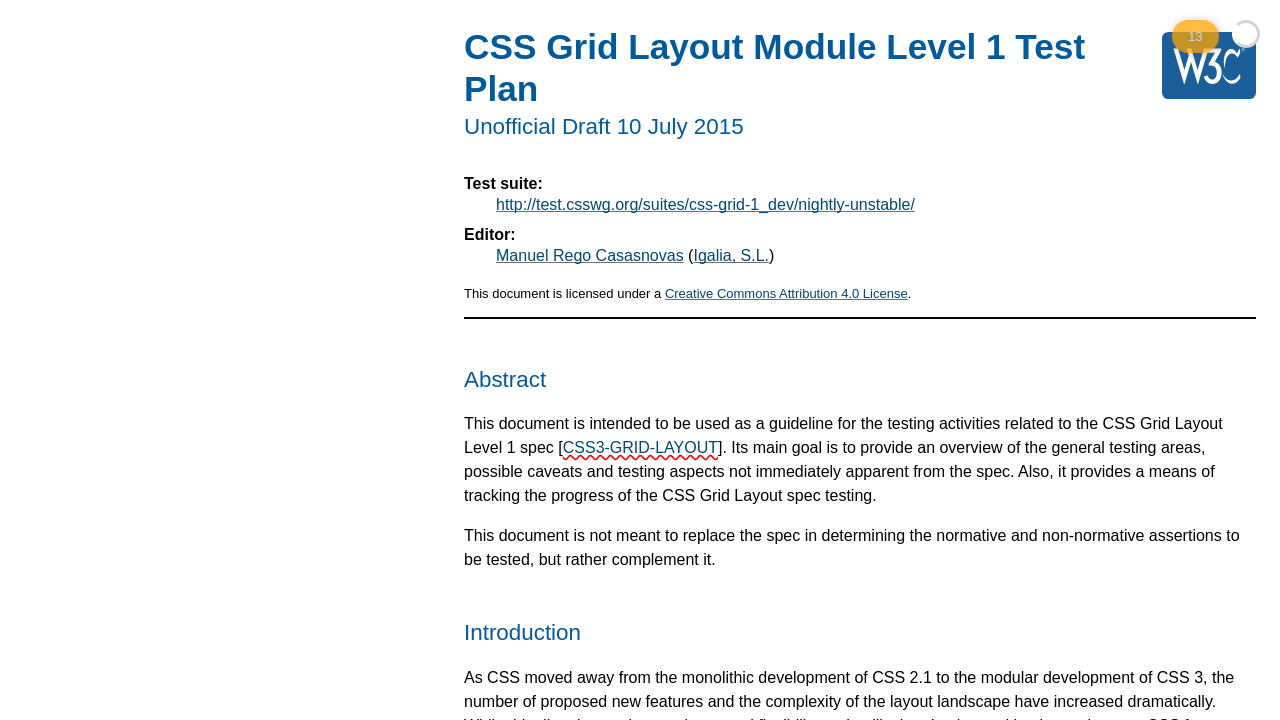 CSS Grid Layout Module Level 1 Test
Plan
Unofficial Draft 10 July 2015
13
W3C
Test suite:
http://test.csswg.org/suites/css-grid-1_dev/nightly-unstable/
Editor:
Manuel Rego Casasnovas (Igalia, S.L.)
This document is licensed under a Creative Commons Attribution 4.0 License.
Abstract
This document is intended to be used as a guideline for the testing activities related to the CSS Grid Layout
Level 1 spec [CSS3-GRID-LAYOUT]. Its main goal is to provide an overview of the general testing areas,
possible caveats and testing aspects not immediately apparent from the spec. Also, it provides a means of
tracking the progress of the CSS Grid Layout spec testing.
This document is not meant to replace the spec in determining the normative and non-normative assertions to
be tested, but rather complement it.
Introduction
As CSS moved away from the monolithic development of CSS 2.1 to the modular development of CSS 3, the
number of proposed new features and the complexity of the layout landscape have increased dramatically.